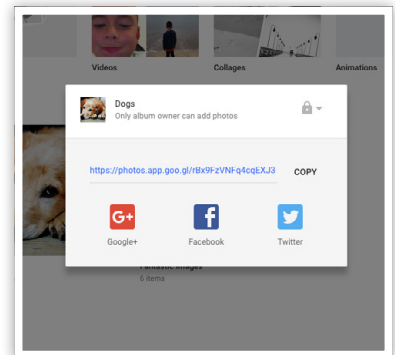 Videos
Collages
Animations
Dogs
Only album owner can add photos
https://photos.app.goo.gl/rBx9FzVNFq4cqEXJ3
COPY
G+
f
Google+
Facebook
Twitter
Fantastic Images
6 items